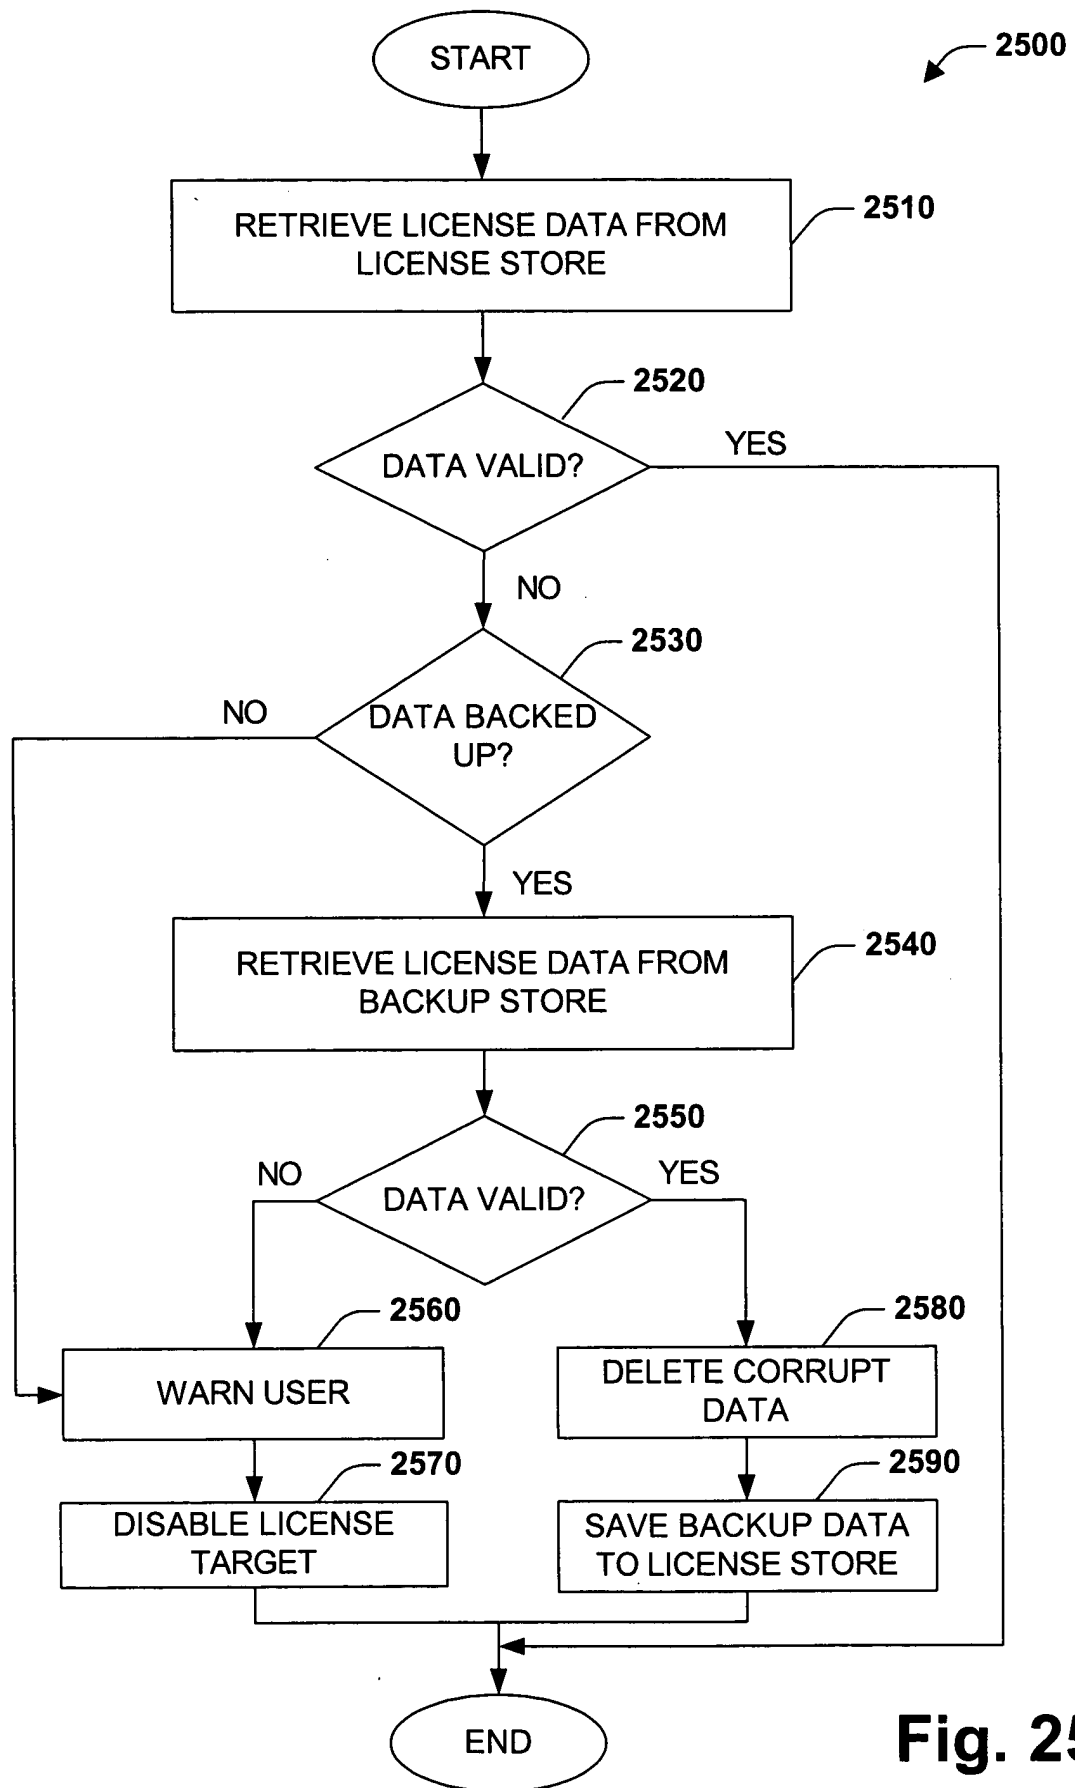 START
2500
RETRIEVE LICENSE DATA FROM
LICENSE STORE
2510
2520
DATA VALID?
YES
NO
2530
NO
DATA BACKED
UP?
YES
RETRIEVE LICENSE DATA FROM
BACKUP STORE
2540
2550
NO
DATA VALID?
YES
2560
WARN USER
2580
DELETE CORRUPT
DATA
2570
DISABLE LICENSE
TARGET
2590
SAVE BACKUP DATA
TO LICENSE STORE
END
Fig. 25